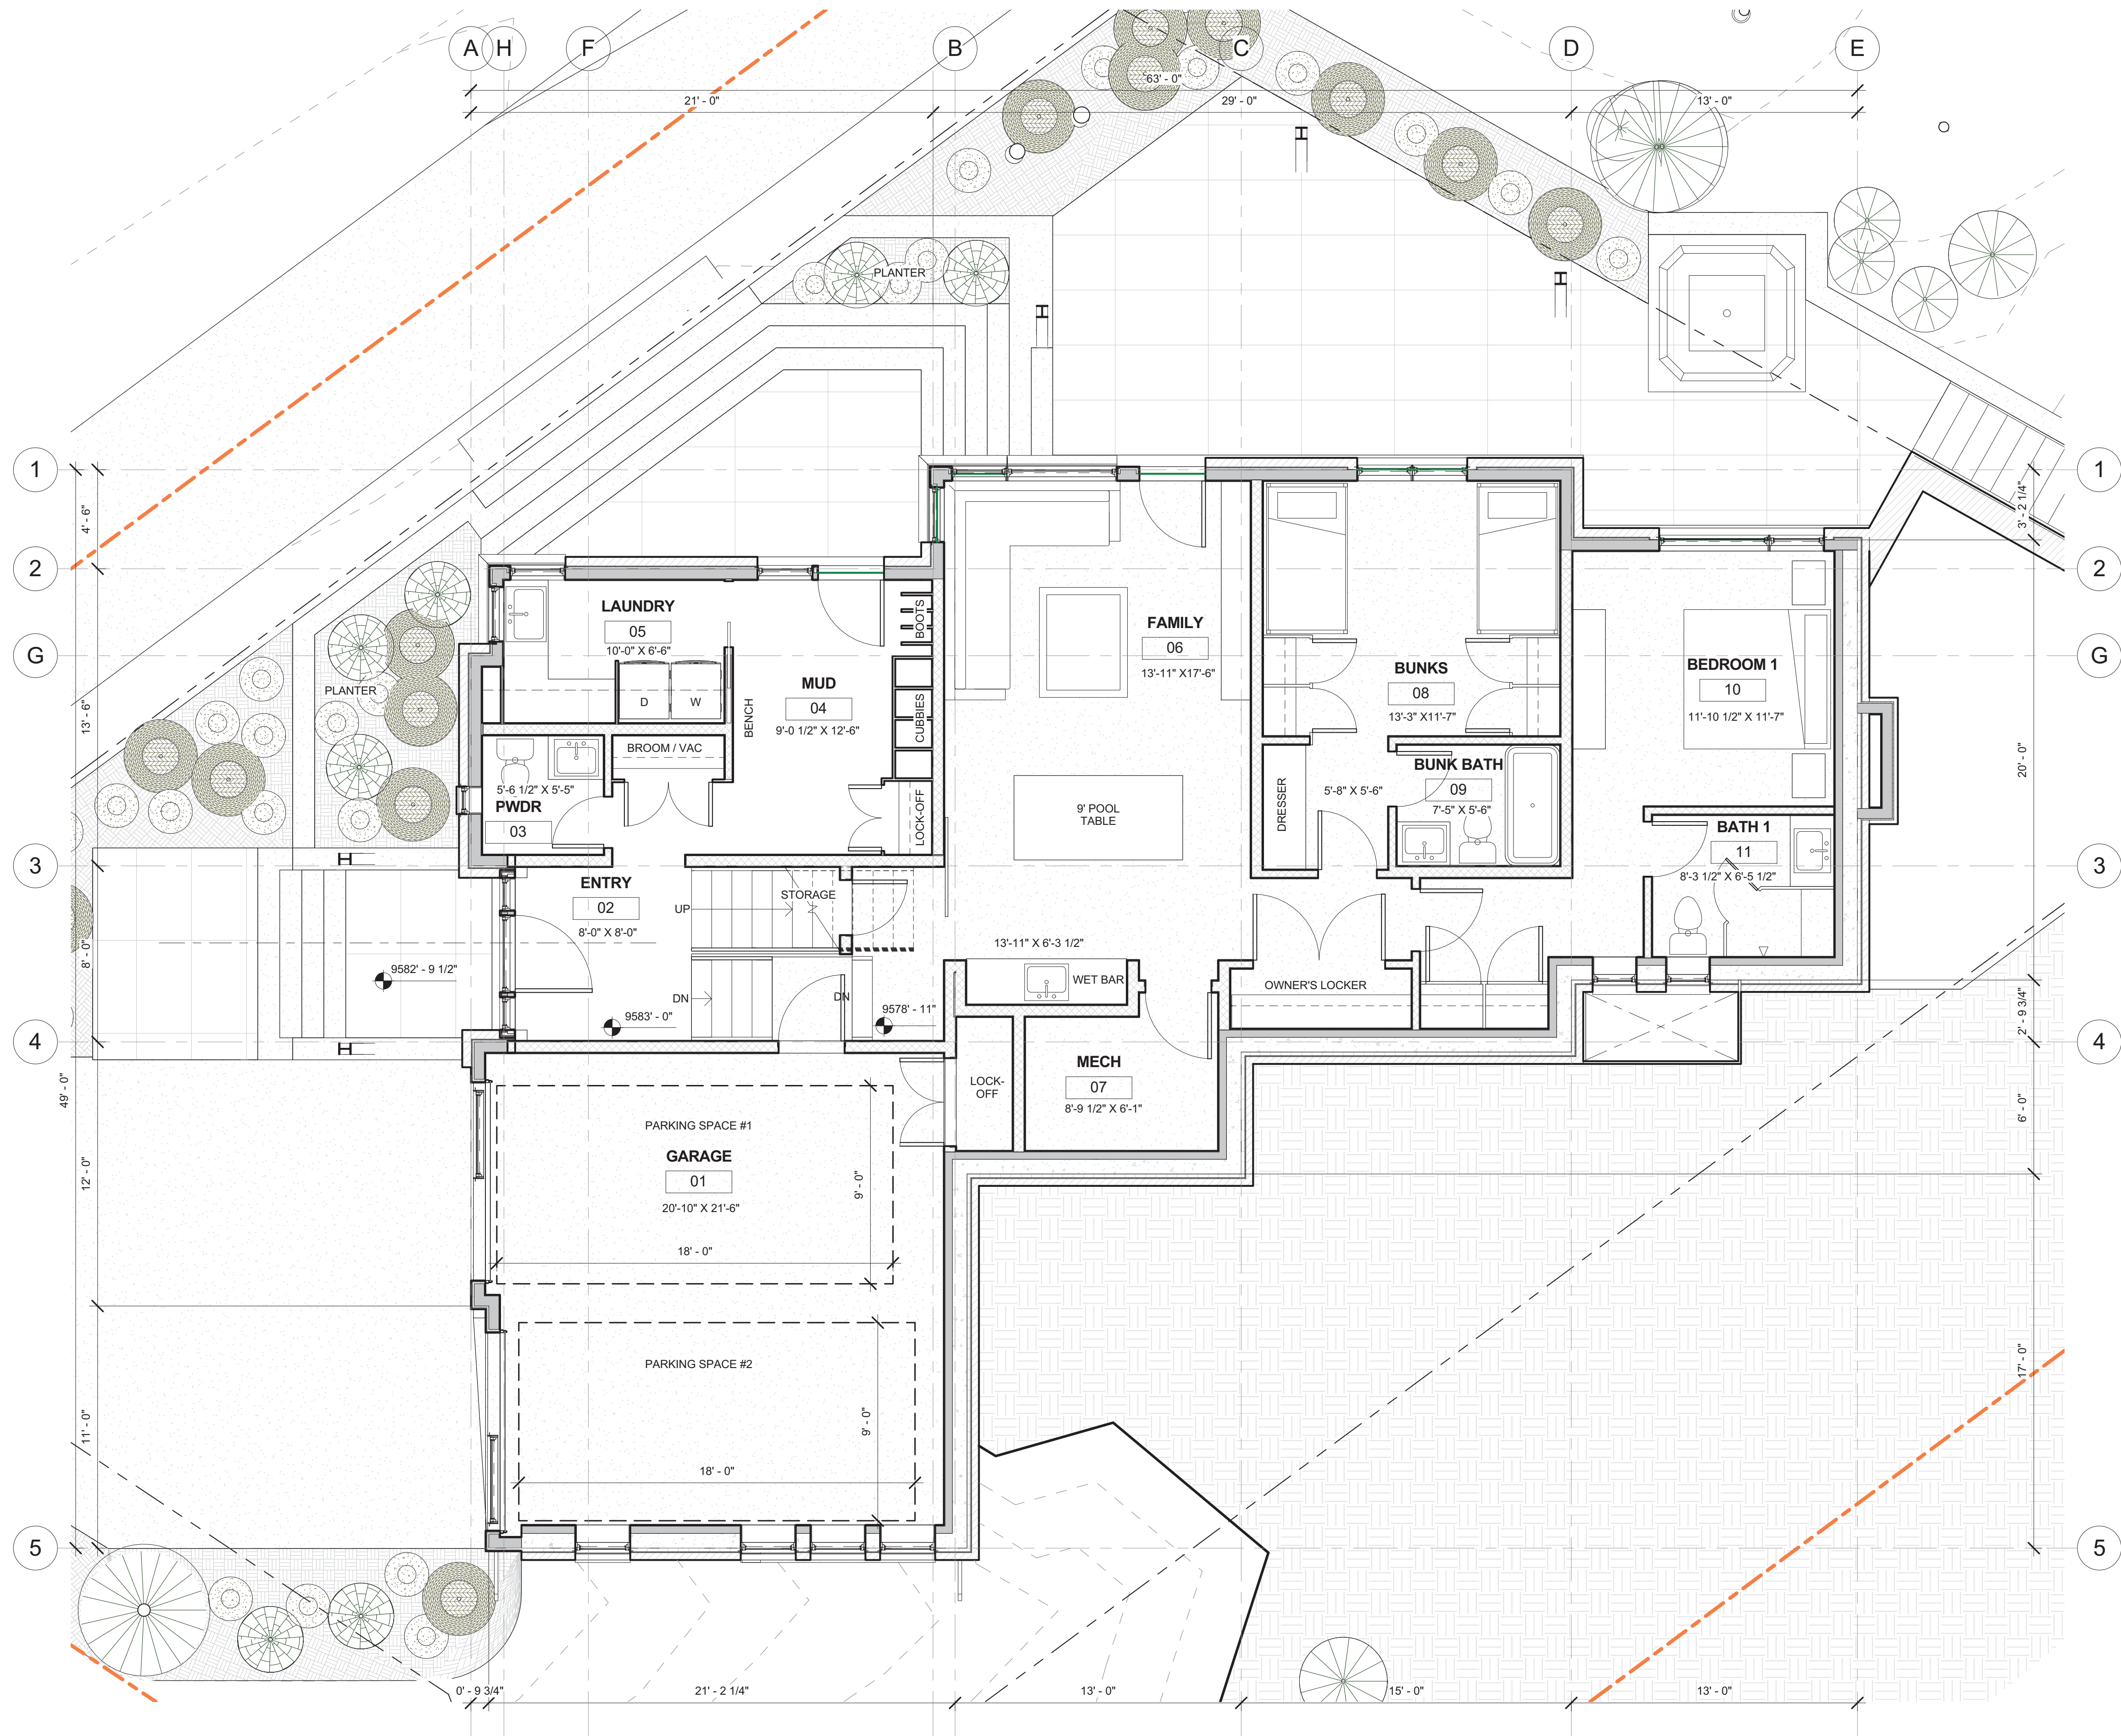 A
H
F
B
C
D
E
63' - 0"
21' - 0"
29' - 0"
13' - 0"
PLANTER
1
1
4' - 6"
3' - 2 1/4"
2
2
LAUNDRY
05
10'-0" X 6'-6"
BOOTS
FAMILY
06
13'-11" X17'-6"
G
G
BUNKS
08
13'-3" X11'-7"
BEDROOM 1
10
11'-10 1/2" X 11'-7"
MUD
04
9'-0 1/2" X 12'-6"
PLANTER
D
W
BENCH
CUBBIES
13' - 6"
BROOM / VAC
20' - 0"
5'-6 1/2" X 5'-5"
PWDR
03
LOCK-OFF
9' POOL
TABLE
DRESSER
5'-8" X 5'-6"
BUNK BATH
09
7'-5" X 5'-6"
BATH 1
11
8'-3 1/2" X 6'-5 1/2"
3
3
ENTRY
02
8'-0" X 8'-0"
UP
STORAGE
8' - 0"
9582' - 9 1/2"
13'-11" X 6'-3 1/2"
WET BAR
OWNER'S LOCKER
DN
DN
9583' - 0"
9578' - 11"
2' - 9 3/4"
4
4
49' - 0"
MECH
07
8'-9 1/2" X 6'-1"
LOCK-
OFF
6' - 0"
PARKING SPACE #1
GARAGE
01
20'-10" X 21'-6"
9' - 0"
12' - 0"
18' - 0"
PARKING SPACE #2
17' - 0"
11' - 0"
9' - 0"
18' - 0"
5
5
0' - 9 3/4"
21' - 2 1/4"
13' - 0"
15' - 0"
13' - 0"